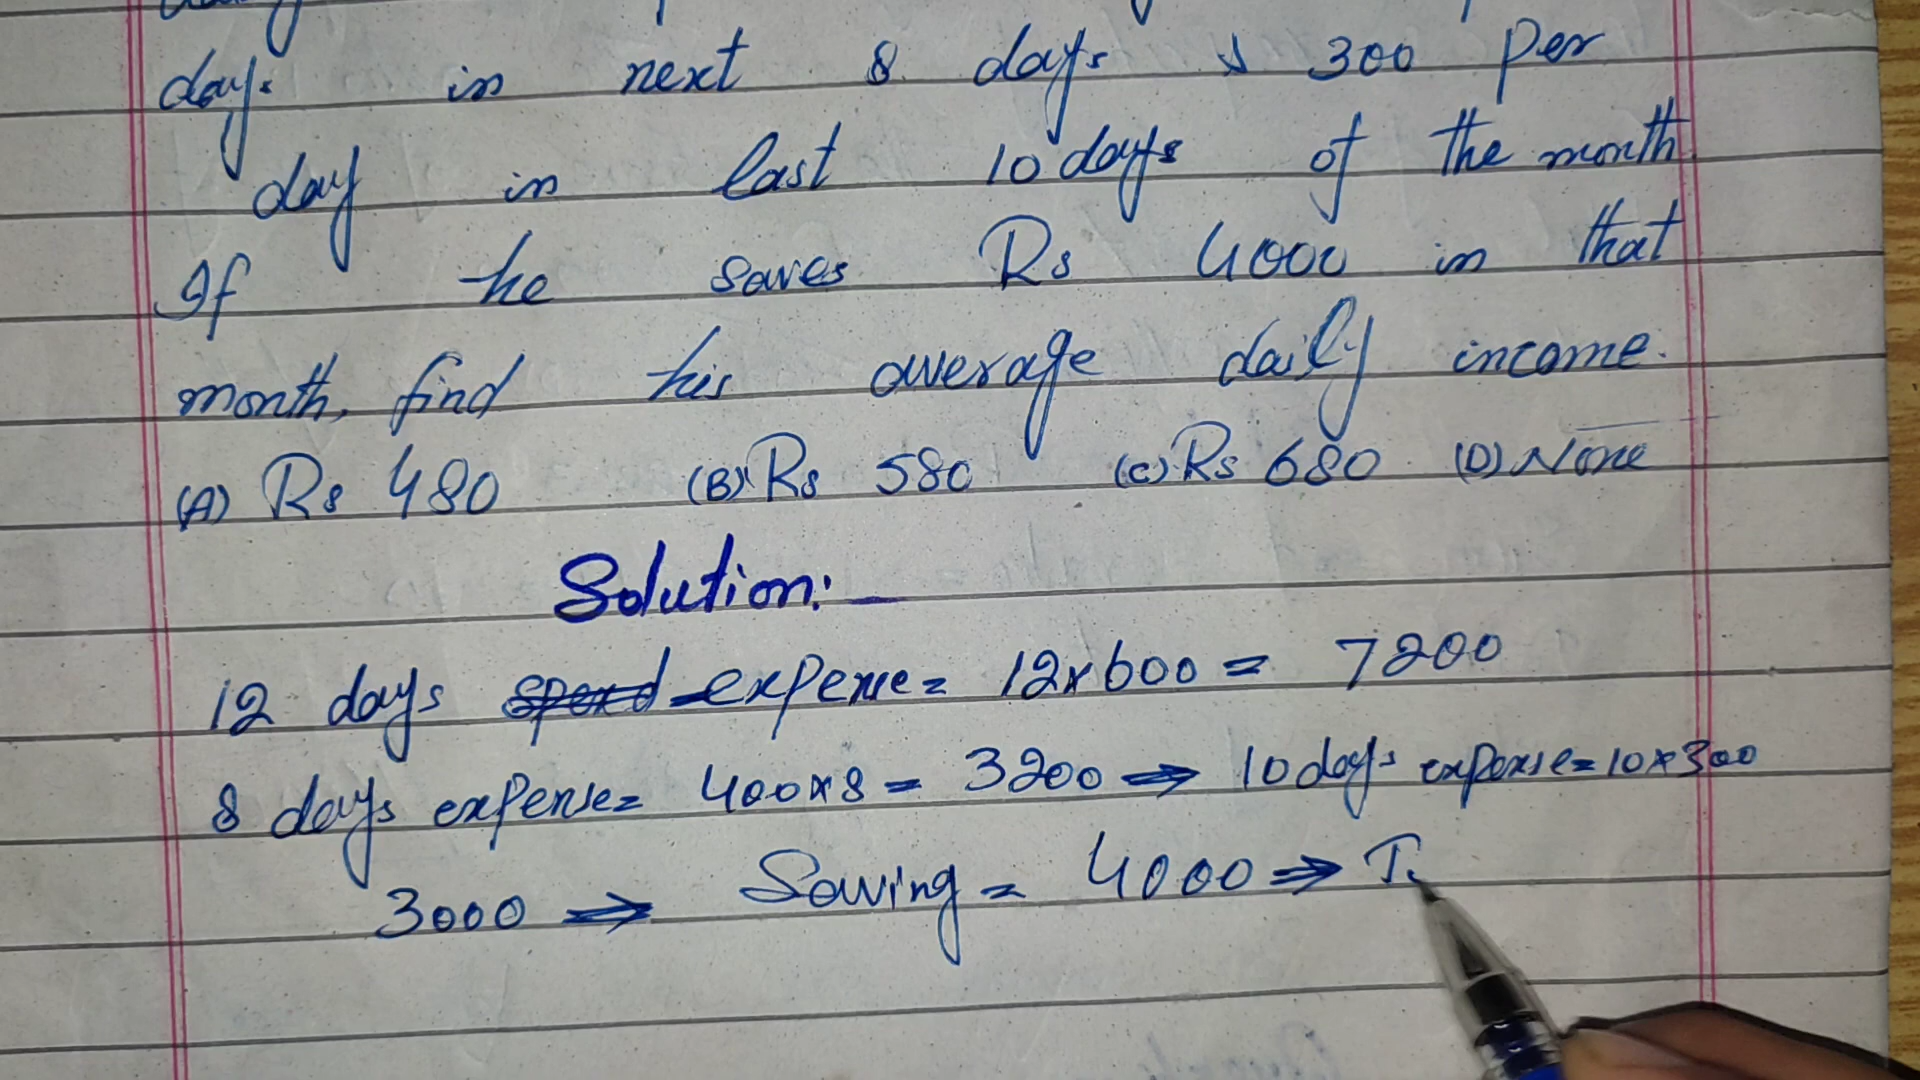 days in next 8 days & 300 per
day in last 10 days of the month.
If he saves Rs 4000 in that
month, find his average daily income.
(A) Rs 480 (B) Rs 580 (C) Rs 680 (D) None
Solution:
12 days expense = 12×600 = 7200
8 days expense = 400×8 = 3200 ⇒ 10 days expense = 10×300
3000 ⇒ Saving = 4000 ⇒ T